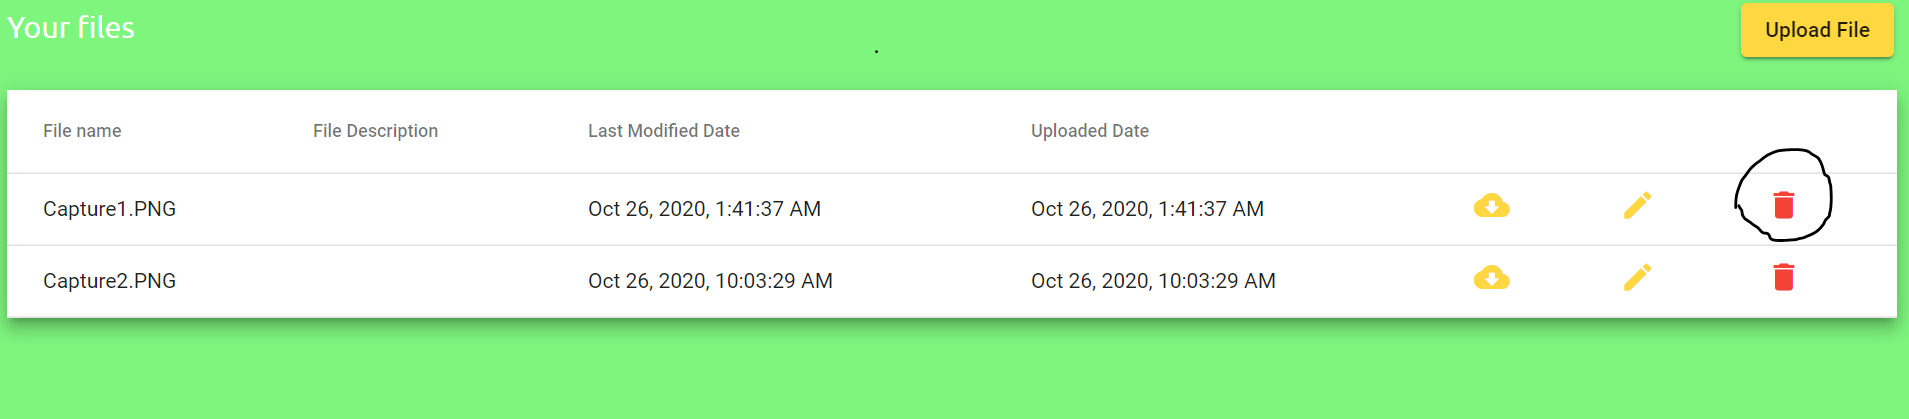 Your files
Upload File
File name File Description Last Modified Date Uploaded Date
Capture1.PNG Oct 26, 2020, 1:41:37 AM Oct 26, 2020, 1:41:37 AM
Capture2.PNG Oct 26, 2020, 10:03:29 AM Oct 26, 2020, 10:03:29 AM